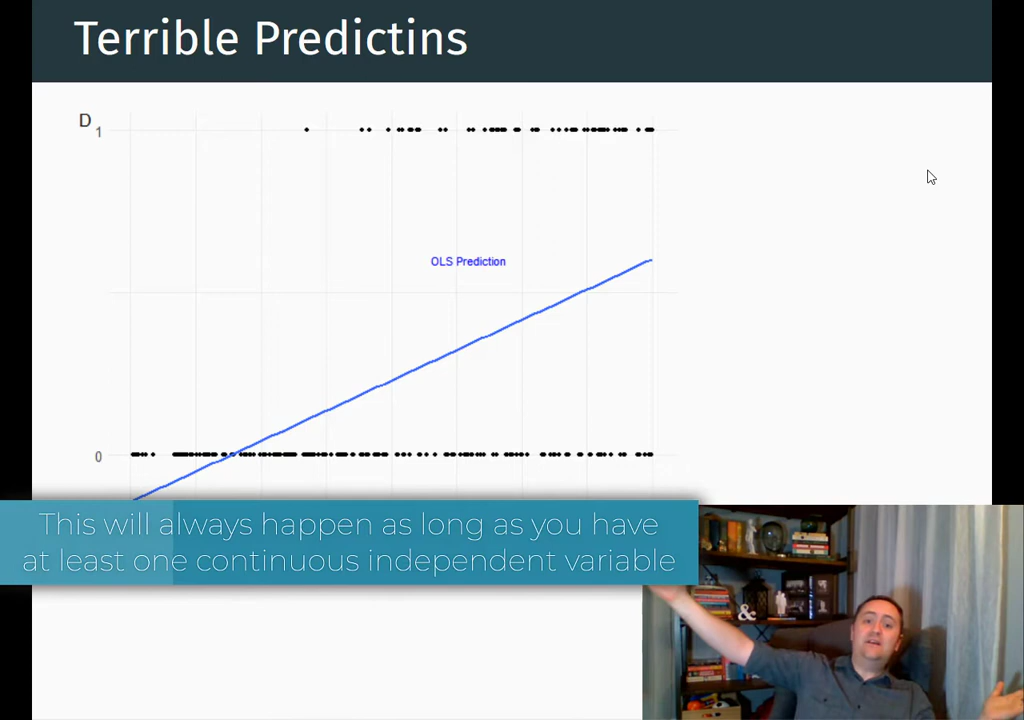 Terrible Predictins
D
1
OLS Prediction
0
This will always happen as long as you have
at least one continuous independent variable
&